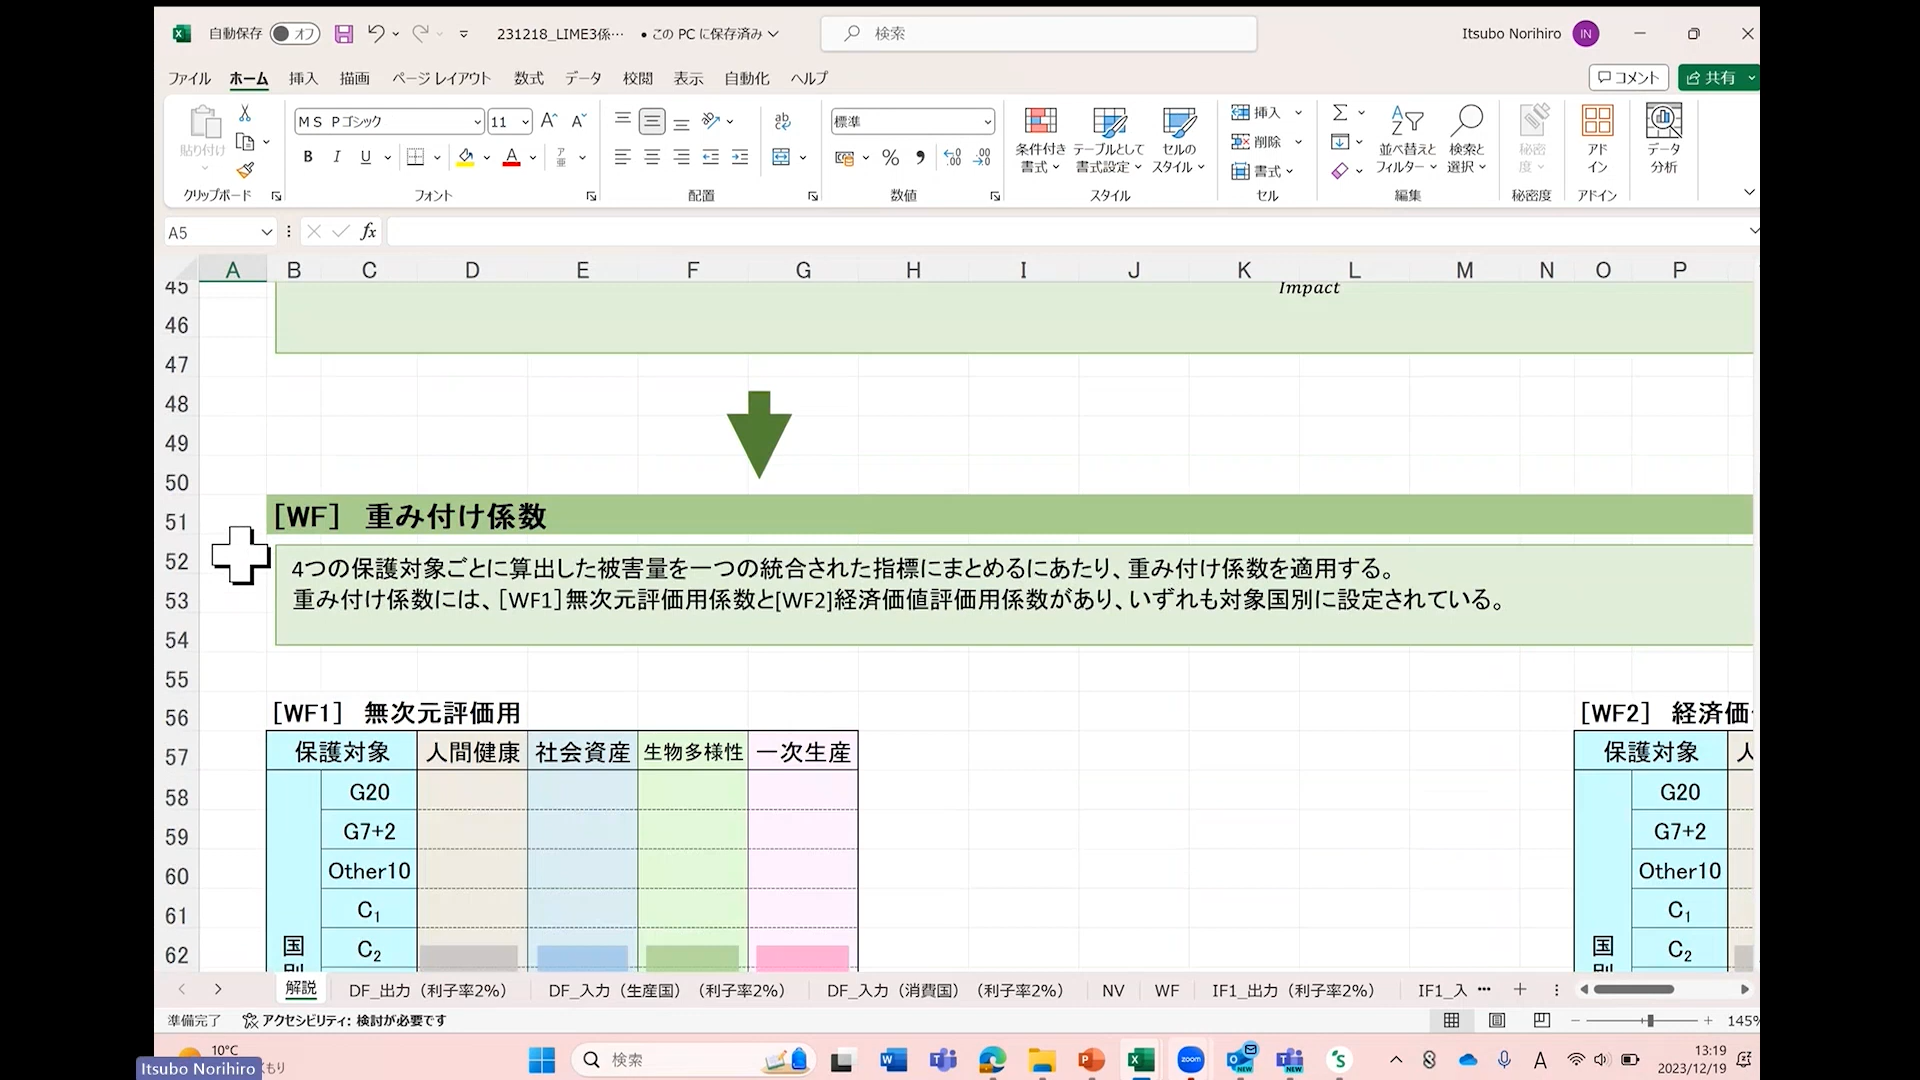 自動保存 オフ 231218_LIME3係… • この PC に保存済み 検索 Itsubo Norihiro IN
ファイル ホーム 挿入 描画 ページ レイアウト 数式 データ 校閲 表示 自動化 ヘルプ コメント 共有
貼り付け ＭＳ Ｐゴシック 11 標準 条件付き 書式 テーブルとして 書式設定 セルの スタイル 挿入 削除 書式 並べ替えと フィルター 検索と 選択 秘密度 アドイン データ 分析
クリップボード フォント 配置 数値 スタイル セル 編集 秘密度 アドイン
A5 fx
A B C D E F G H I J K L M N O P
45 Impact
46
47
48
49
50
51 [WF] 重み付け係数
52 4つの保護対象ごとに算出した被害量を一つの統合された指標にまとめるにあたり、重み付け係数を適用する。
53 重み付け係数には、[WF1]無次元評価用係数と[WF2]経済価値評価用係数があり、いずれも対象国別に設定されている。
54
55
56 [WF1] 無次元評価用 [WF2] 経済価
57 保護対象 人間健康 社会資産 生物多様性 一次生産 保護対象 人
58 G20 G20
59 G7+2 G7+2
60 Other10 Other10
61 C1 C1
62 国別 C2 国別 C2
解説 DF_出力（利子率2%） DF_入力（生産国）（利子率2%） DF_入力（消費国）（利子率2%） NV WF IF1_出力（利子率2%） IF1_入 …
準備完了 アクセシビリティ: 検討が必要です 145%
10°C 検索 zoom NEW NEW A 13:19
Itsubo Norihiro くもり 2023/12/19